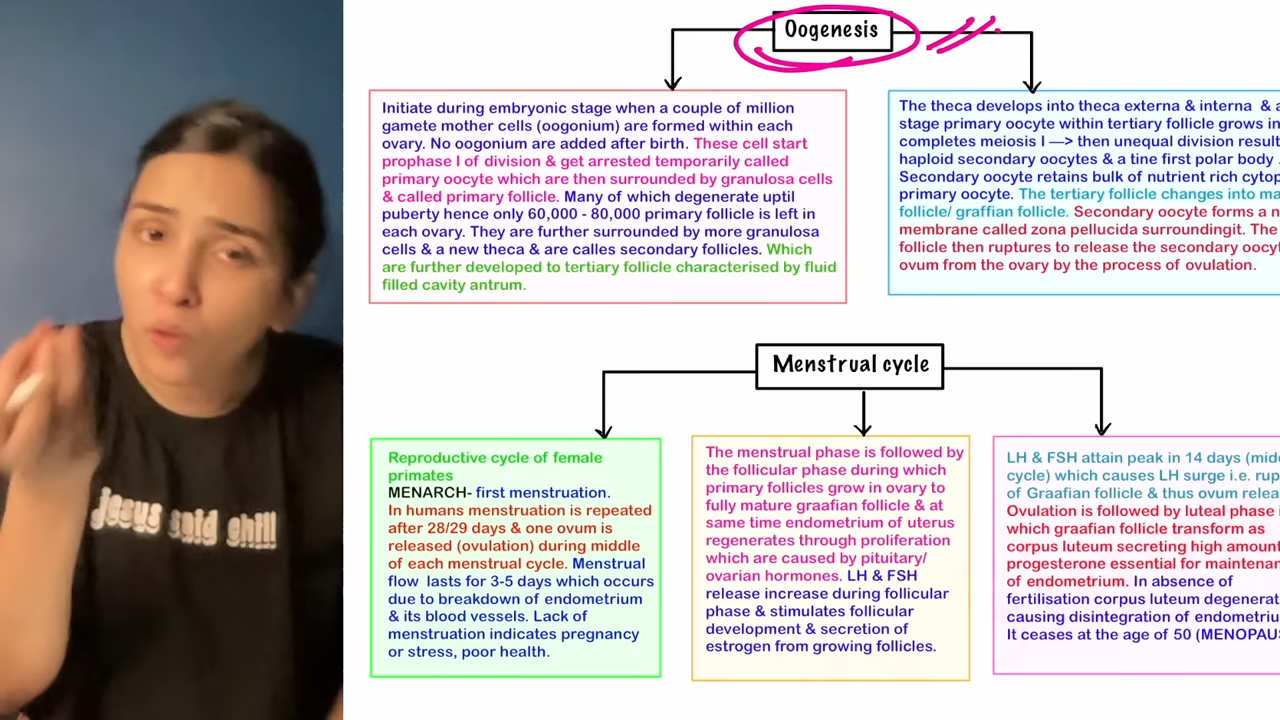 Oogenesis
Initiate during embryonic stage when a couple of million
gamete mother cells (oogonium) are formed within each
ovary. No oogonium are added after birth. These cell start
prophase I of division & get arrested temporarily called
primary oocyte which are then surrounded by granulosa cells
& called primary follicle. Many of which degenerate uptil
puberty hence only 60,000 - 80,000 primary follicle is left in
each ovary. They are further surrounded by more granulosa
cells & a new theca & are calles secondary follicles. Which
are further developed to tertiary follicle characterised by fluid
filled cavity antrum.
The theca develops into theca externa & interna & a
stage primary oocyte within tertiary follicle grows in
completes meiosis I —> then unequal division result
haploid secondary oocytes & a tine first polar body .
Secondary oocyte retains bulk of nutrient rich cytop
primary oocyte. The tertiary follicle changes into ma
follicle/ graffian follicle. Secondary oocyte forms a n
membrane called zona pellucida surroundingit. The
follicle then ruptures to release the secondary oocyt
ovum from the ovary by the process of ovulation.
Menstrual cycle
Reproductive cycle of female
primates
MENARCH- first menstruation.
In humans menstruation is repeated
after 28/29 days & one ovum is
released (ovulation) during middle
of each menstrual cycle. Menstrual
flow lasts for 3-5 days which occurs
due to breakdown of endometrium
& its blood vessels. Lack of
menstruation indicates pregnancy
or stress, poor health.
The menstrual phase is followed by
the follicular phase during which
primary follicles grow in ovary to
fully mature graafian follicle & at
same time endometrium of uterus
regenerates through proliferation
which are caused by pituitary/
ovarian hormones. LH & FSH
release increase during follicular
phase & stimulates follicular
development & secretion of
estrogen from growing follicles.
LH & FSH attain peak in 14 days (mid
cycle) which causes LH surge i.e. rup
of Graafian follicle & thus ovum relea
Ovulation is followed by luteal phase i
which graafian follicle transform as
corpus luteum secreting high amount
progesterone essential for maintenan
of endometrium. In absence of
fertilisation corpus luteum degenerat
causing disintegration of endometriu
It ceases at the age of 50 (MENOPAUS
jesus said chill